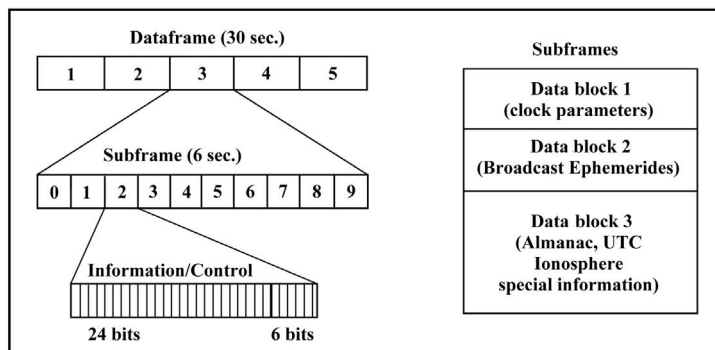 Dataframe (30 sec.)
1 2 3 4 5
Subframe (6 sec.)
0 1 2 3 4 5 6 7 8 9
Information/Control
24 bits 6 bits
Subframes
Data block 1
(clock parameters)
Data block 2
(Broadcast Ephemerides)
Data block 3
(Almanac, UTC
Ionosphere
special information)